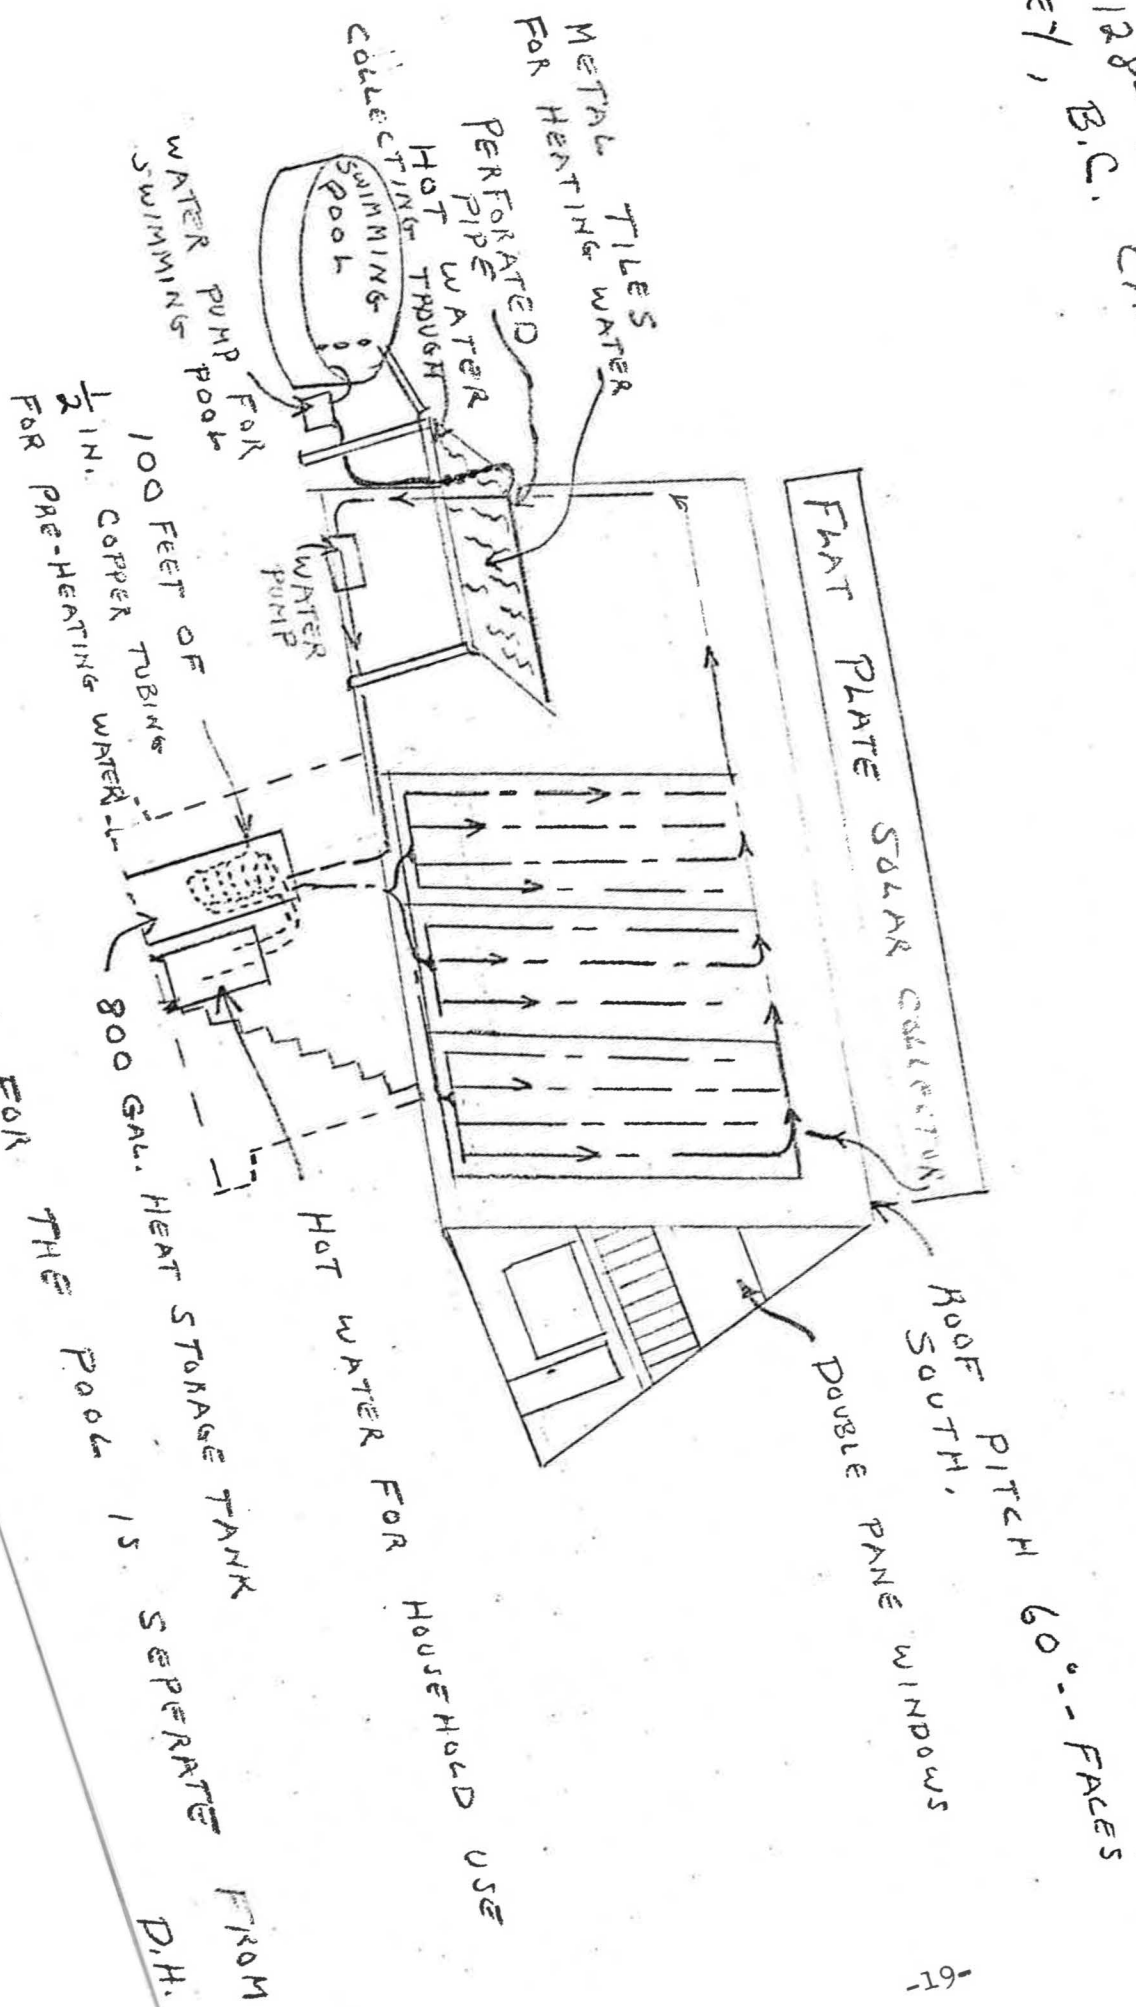 128
EY, B.C.
FLAT PLATE SOLAR COLLECTOR
ROOF PITCH 60°-- FACES
SOUTH.
DOUBLE PANE WINDOWS
METAL TILES
FOR HEATING WATER
PERFORATED
PIPE
HOT WATER
COLLECTING TROUGH
SWIMMING
POOL
WATER PUMP FOR
SWIMMING POOL
WATER
PUMP
100 FEET OF
1/2 IN. COPPER TUBING
FOR PRE-HEATING WATER
HOT WATER FOR HOUSEHOLD USE
800 GAL. HEAT STORAGE TANK
FOR THE POOL IS SEPERATE FROM
D.H.
-19-